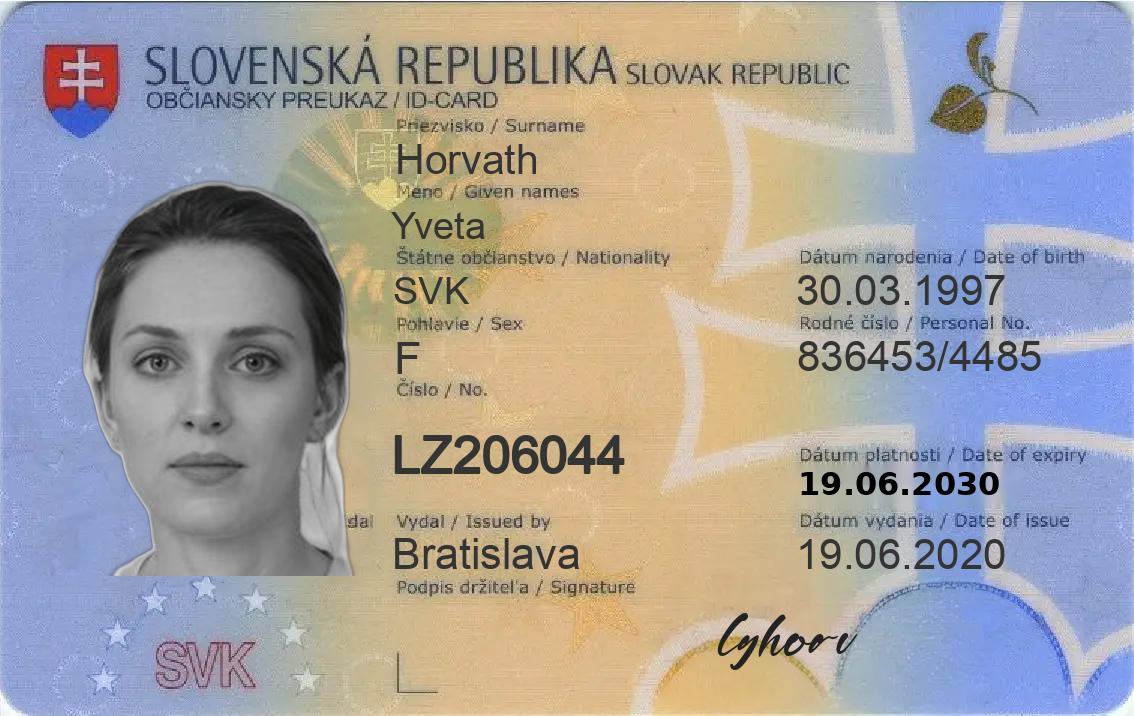 SLOVENSKÁ REPUBLIKA SLOVAK REPUBLIC
OBČIANSKY PREUKAZ / ID-CARD
Priezvisko / Surname
Horvath
Meno / Given names
Yveta
Štátne občianstvo / Nationality
SVK
Dátum narodenia / Date of birth
30.03.1997
Pohlavie / Sex
F
Rodné číslo / Personal No.
836453/4485
Číslo / No.
LZ206044
Dátum platnosti / Date of expiry
19.06.2030
Vydal / Issued by
Bratislava
Dátum vydania / Date of issue
19.06.2020
Podpis držiteľa / Signature
SVK